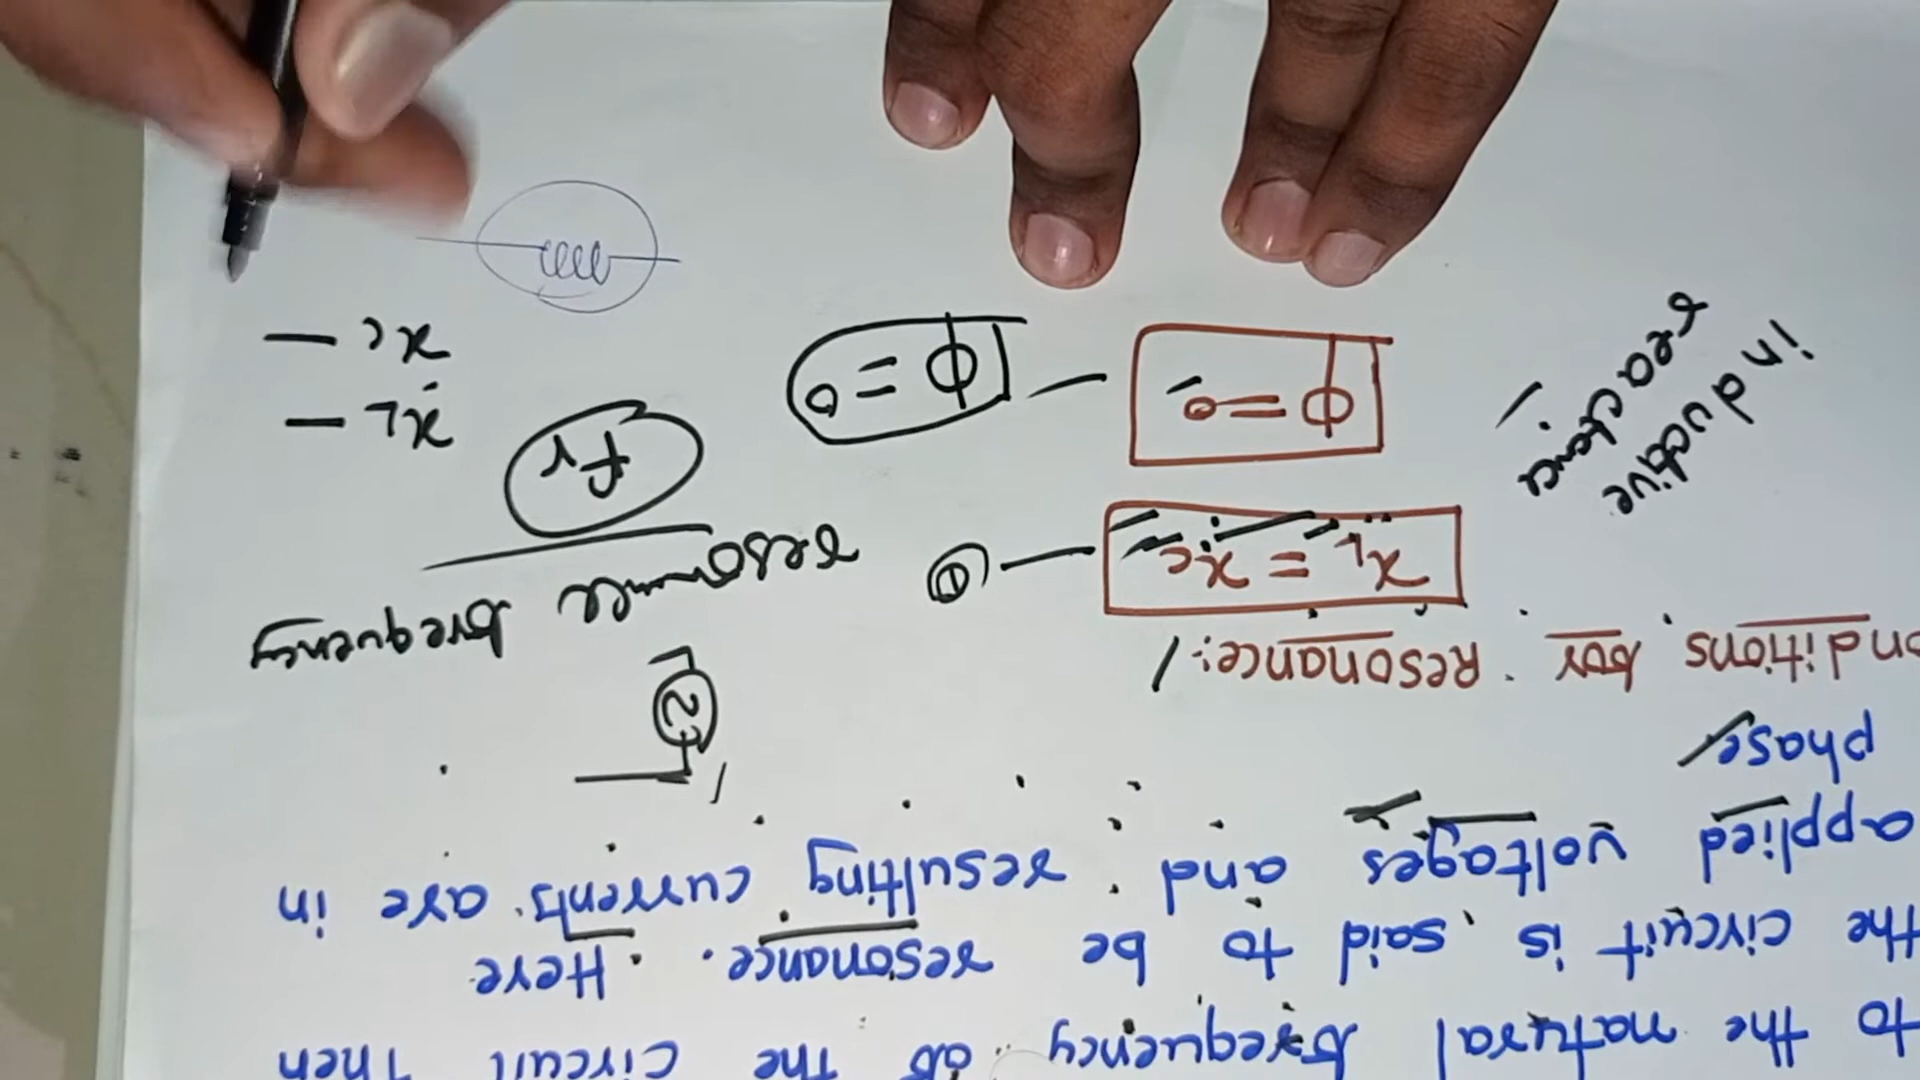 to the natural frequency of the circuit Then
the circuit is said to be resonance. Here
applied voltages and resulting currents are in
phase
onditions for Resonance:-
XL = XC — ①
ϕ=0 — ϕ=0
2
resonance frequency
Fr
XL —
XC —
inductive
reactance